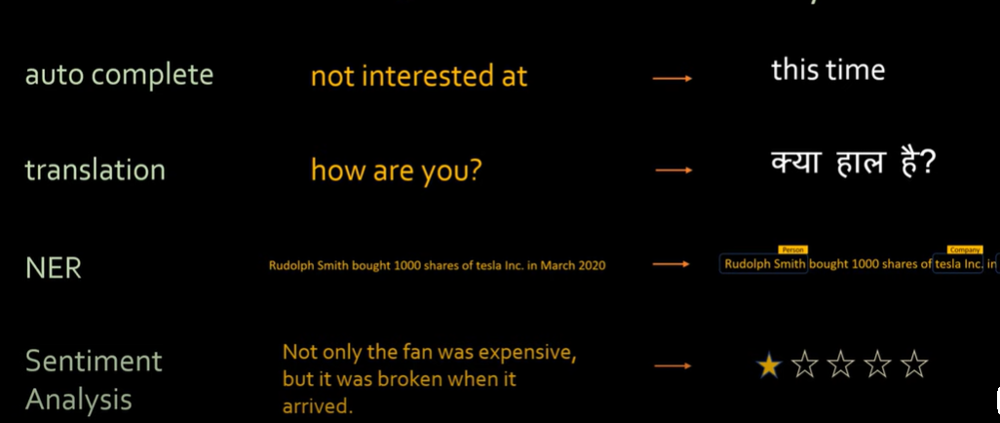 auto complete
not interested at
this time
translation
how are you?
क्या हाल है?
NER
Rudolph Smith bought 1000 shares of tesla Inc. in March 2020
Person
Company
Rudolph Smith bought 1000 shares of tesla Inc. in
Sentiment
Analysis
Not only the fan was expensive,
but it was broken when it
arrived.